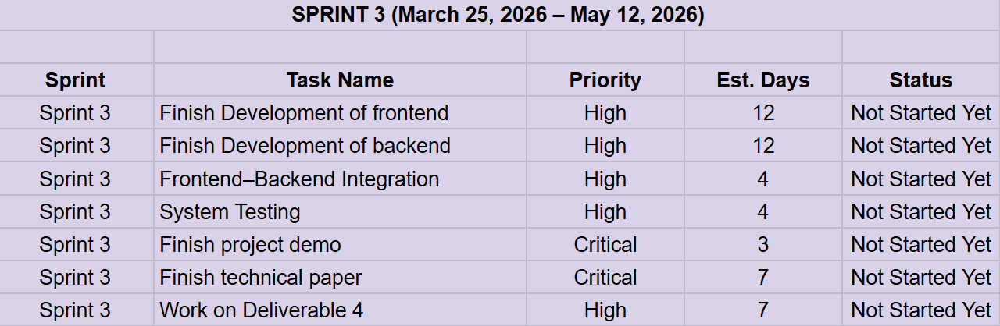 SPRINT 3 (March 25, 2026 – May 12, 2026)
Sprint Task Name Priority Est. Days Status
Sprint 3 Finish Development of frontend High 12 Not Started Yet
Sprint 3 Finish Development of backend High 12 Not Started Yet
Sprint 3 Frontend–Backend Integration High 4 Not Started Yet
Sprint 3 System Testing High 4 Not Started Yet
Sprint 3 Finish project demo Critical 3 Not Started Yet
Sprint 3 Finish technical paper Critical 7 Not Started Yet
Sprint 3 Work on Deliverable 4 High 7 Not Started Yet